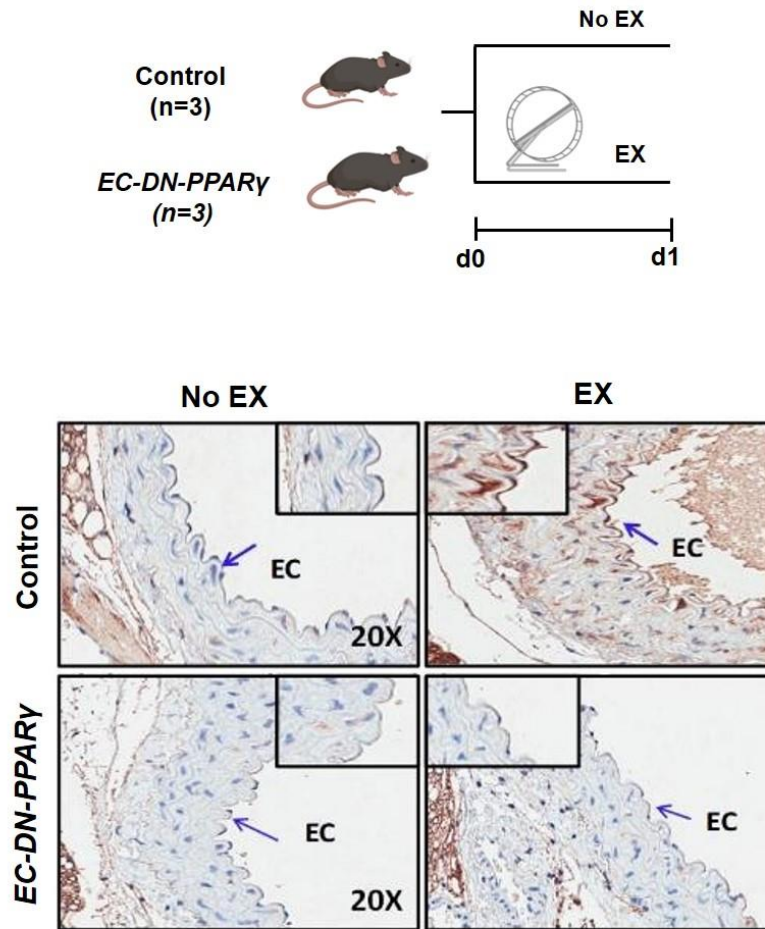 No EX
Control
(n=3)
EX
EC-DN-PPARγ
(n=3)
d0 d1
No EX EX
Control
EC
20X
EC
EC-DN-PPARγ
EC
20X
EC